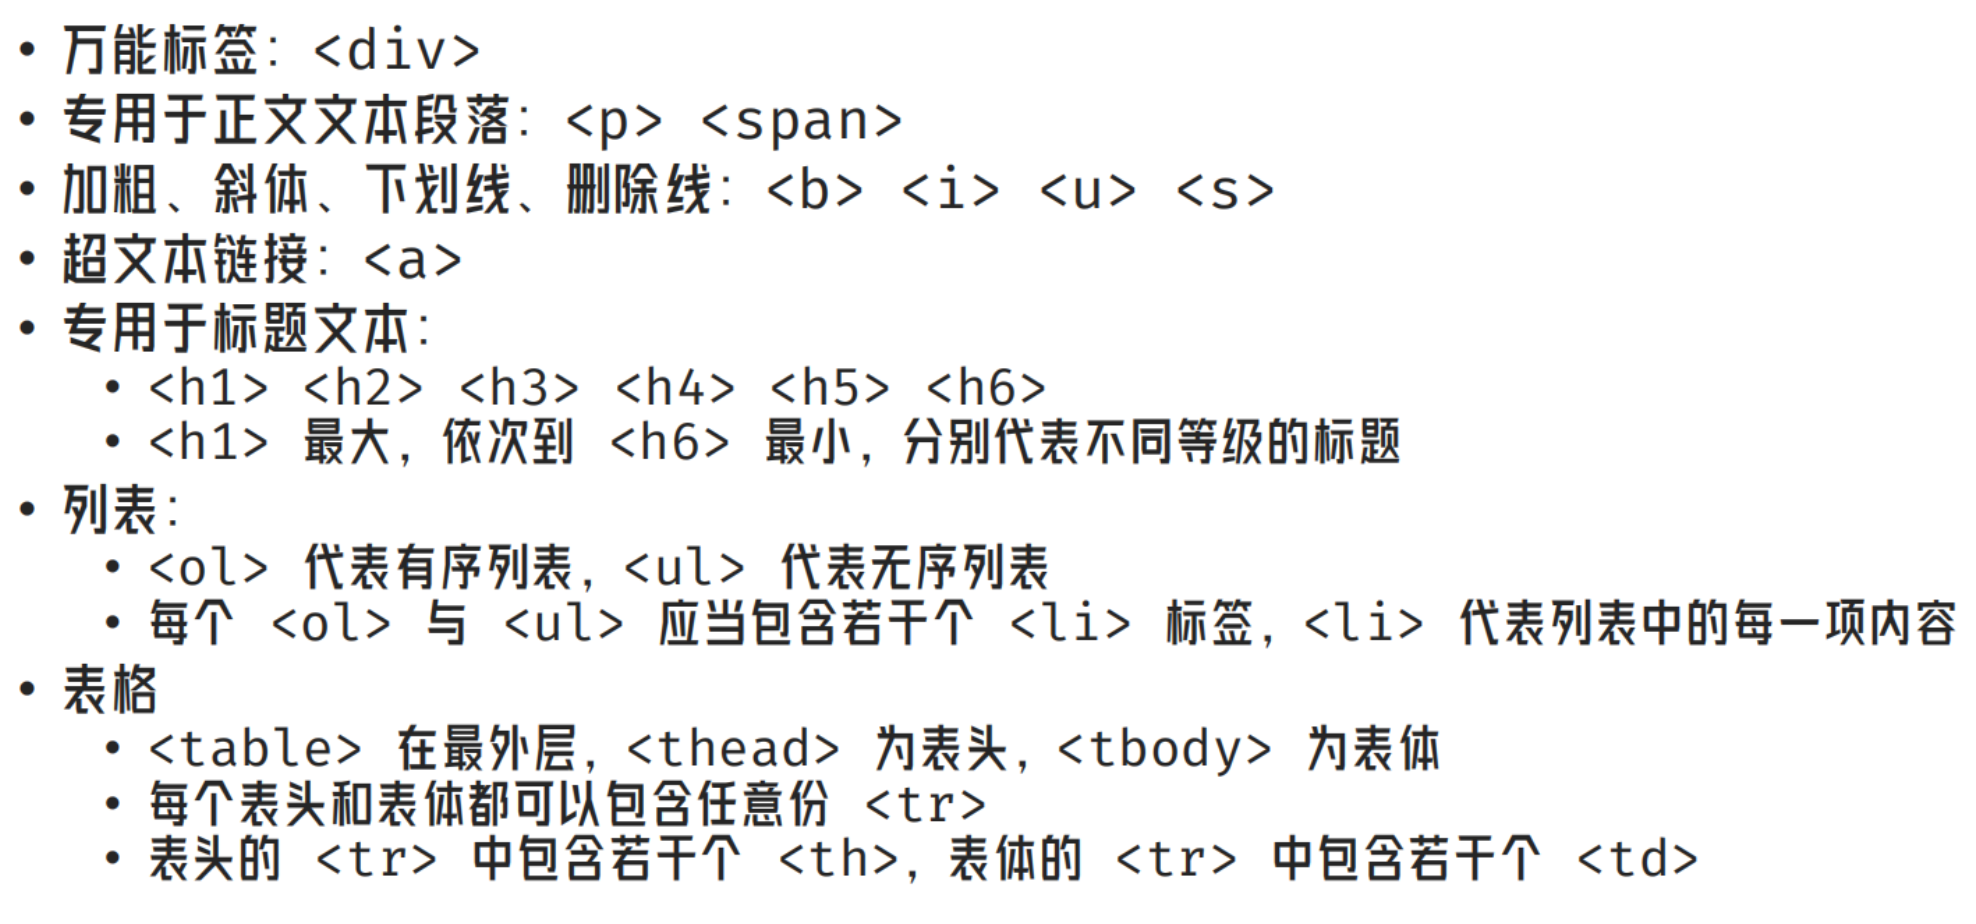 • 万能标签：<div>
• 专用于正文文本段落：<p> <span>
• 加粗、斜体、下划线、删除线：<b> <i> <u> <s>
• 超文本链接：<a>
• 专用于标题文本：
• <h1> <h2> <h3> <h4> <h5> <h6>
• <h1> 最大，依次到 <h6> 最小，分别代表不同等级的标题
• 列表：
• <ol> 代表有序列表，<ul> 代表无序列表
• 每个 <ol> 与 <ul> 应当包含若干个 <li> 标签，<li> 代表列表中的每一项内容
• 表格
• <table> 在最外层，<thead> 为表头，<tbody> 为表体
• 每个表头和表体都可以包含任意份 <tr>
• 表头的 <tr> 中包含若干个 <th>，表体的 <tr> 中包含若干个 <td>